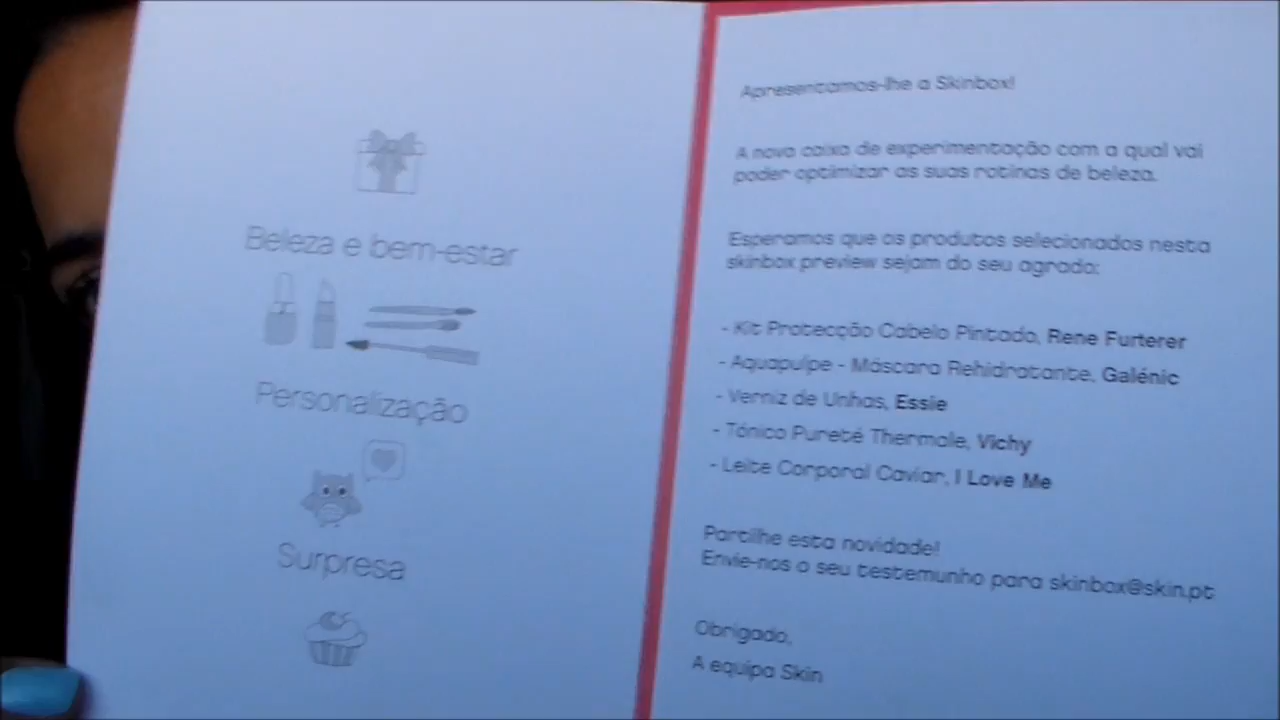 Beleza e bem-estar
Personalização
Surpresa
Apresentamos-lhe a Skinbox!
A nova caixa de experimentação com a qual vai
poder optimizar as suas rotinas de beleza.
Esperamos que os produtos selecionados nesta
skinbox preview sejam do seu agrado:
- Kit Protecção Cabelo Pintado, Rene Furterer
- Aquapulpe - Máscara Rehidratante, Galénic
- Verniz de Unhas, Essie
- Tónico Pureté Thermale, Vichy
- Leite Corporal Caviar, I Love Me
Partilhe esta novidade!
Envie-nos o seu testemunho para skinbox@skin.pt
Obrigado,
A equipa Skin